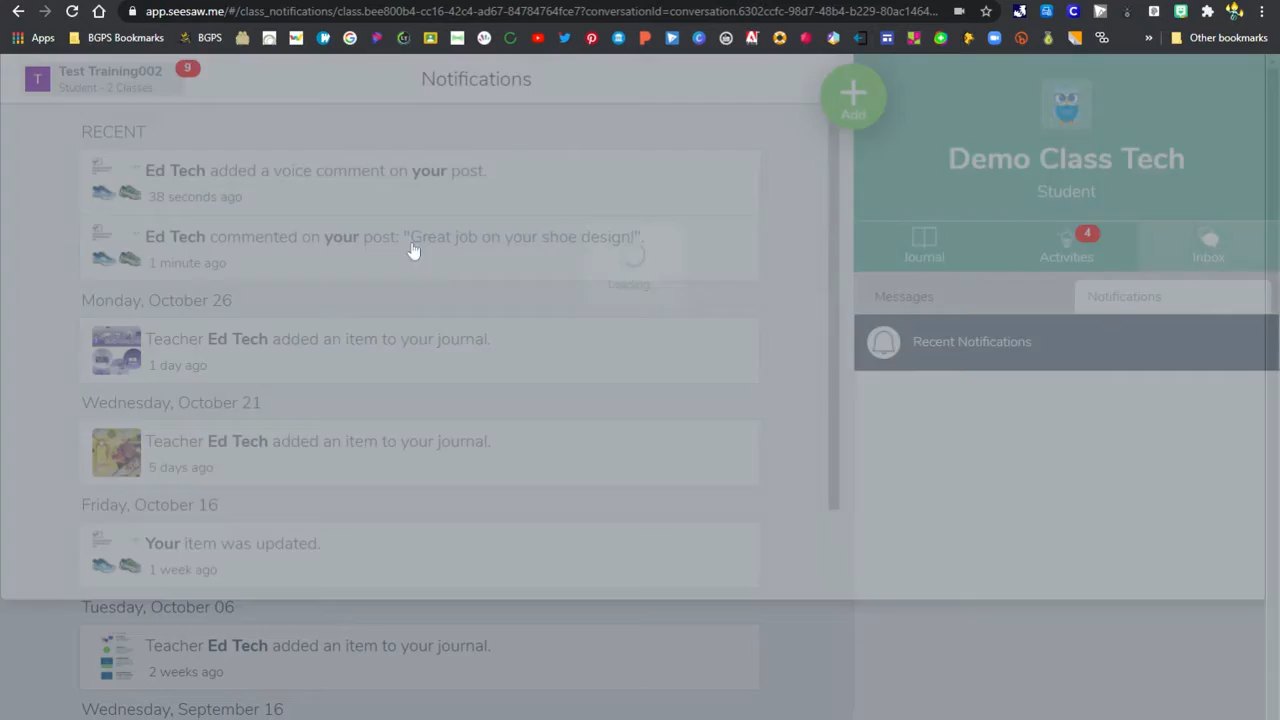 app.seesaw.me/#/class_notifications/class.bee800b4-cc16-42c4-ad67-84784764fce7?conversationId=conversation.6302ccfc-98d7-48b4-b229-80ac1464...
Apps
BGPS Bookmarks
BGPS
»
Other bookmarks
T
Test Training002
9
Student - 2 Classes
Notifications
Add
RECENT
Ed Tech added a voice comment on your post.
38 seconds ago
Ed Tech commented on your post: "Great job on your shoe design!".
1 minute ago
Loading...
Monday, October 26
Teacher Ed Tech added an item to your journal.
1 day ago
Wednesday, October 21
Teacher Ed Tech added an item to your journal.
5 days ago
Friday, October 16
Your item was updated.
1 week ago
Tuesday, October 06
Teacher Ed Tech added an item to your journal.
2 weeks ago
Wednesday, September 16
Demo Class Tech
Student
Journal
Activities
4
Inbox
Messages
Notifications
Recent Notifications